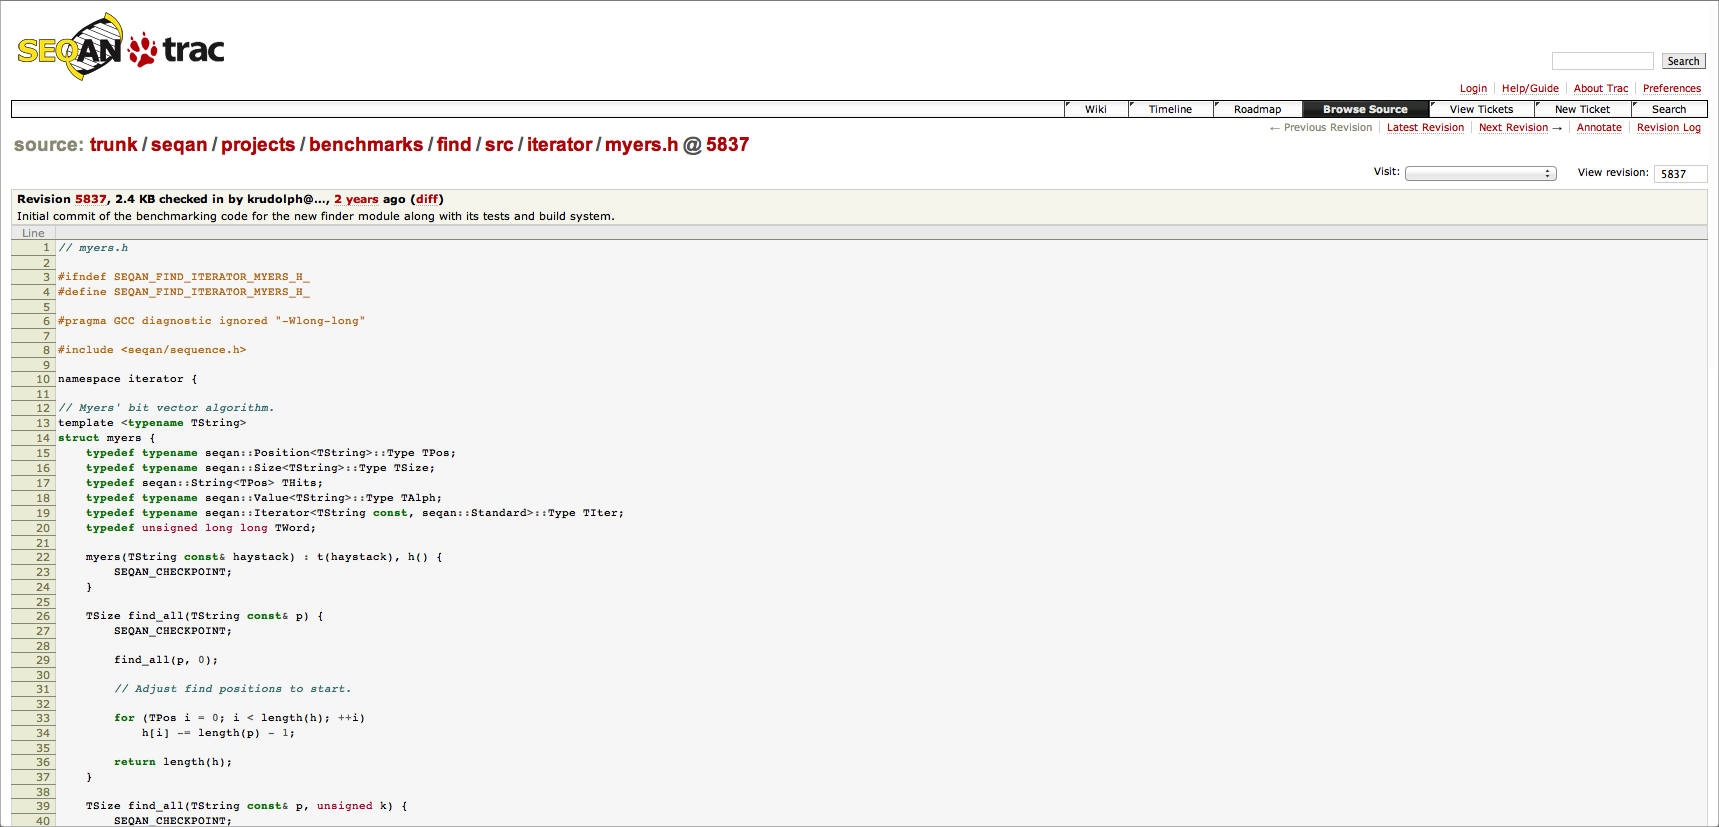 SEQAN trac
Search
Login Help/Guide About Trac Preferences
Wiki Timeline Roadmap Browse Source View Tickets New Ticket Search
← Previous Revision Latest Revision Next Revision → Annotate Revision Log
source: trunk / seqan / projects / benchmarks / find / src / iterator / myers.h @ 5837
Visit: View revision: 5837
Revision 5837, 2.4 KB checked in by krudolph@…, 2 years ago (diff)
Initial commit of the benchmarking code for the new finder module along with its tests and build system.
Line
1 // myers.h
2
3 #ifndef SEQAN_FIND_ITERATOR_MYERS_H_
4 #define SEQAN_FIND_ITERATOR_MYERS_H_
5
6 #pragma GCC diagnostic ignored "-Wlong-long"
7
8 #include <seqan/sequence.h>
9
10 namespace iterator {
11
12 // Myers' bit vector algorithm.
13 template <typename TString>
14 struct myers {
15     typedef typename seqan::Position<TString>::Type TPos;
16     typedef typename seqan::Size<TString>::Type TSize;
17     typedef seqan::String<TPos> THits;
18     typedef typename seqan::Value<TString>::Type TAlph;
19     typedef typename seqan::Iterator<TString const, seqan::Standard>::Type TIter;
20     typedef unsigned long long TWord;
21
22     myers(TString const& haystack) : t(haystack), h() {
23         SEQAN_CHECKPOINT;
24     }
25
26     TSize find_all(TString const& p) {
27         SEQAN_CHECKPOINT;
28
29         find_all(p, 0);
30
31         // Adjust find positions to start.
32
33         for (TPos i = 0; i < length(h); ++i)
34             h[i] -= length(p) - 1;
35
36         return length(h);
37     }
38
39     TSize find_all(TString const& p, unsigned k) {
40         SEQAN_CHECKPOINT;